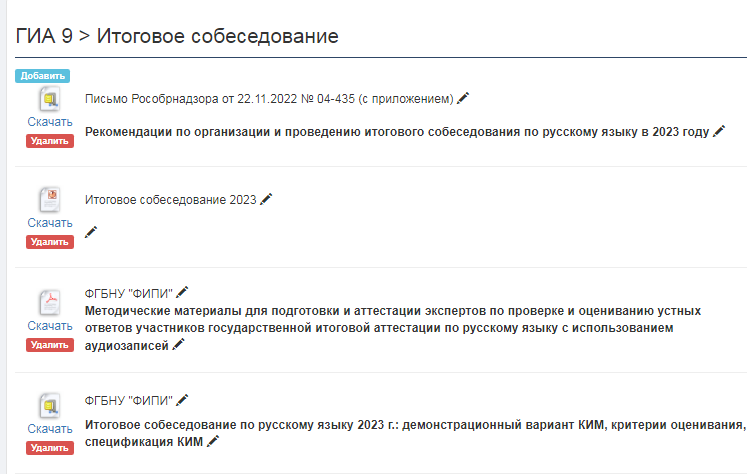 ГИА 9 > Итоговое собеседование
Добавить
Письмо Рособрнадзора от 22.11.2022 № 04-435 (с приложением)
Скачать
Рекомендации по организации и проведению итогового собеседования по русскому языку в 2023 году
Удалить
Итоговое собеседование 2023
Скачать
Удалить
ФГБНУ "ФИПИ"
Методические материалы для подготовки и аттестации экспертов по проверке и оцениванию устных
Скачать
ответов участников государственной итоговой аттестации по русскому языку с использованием
Удалить
аудиозаписей
ФГБНУ "ФИПИ"
Скачать
Итоговое собеседование по русскому языку 2023 г.: демонстрационный вариант КИМ, критерии оценивания,
Удалить
спецификация КИМ